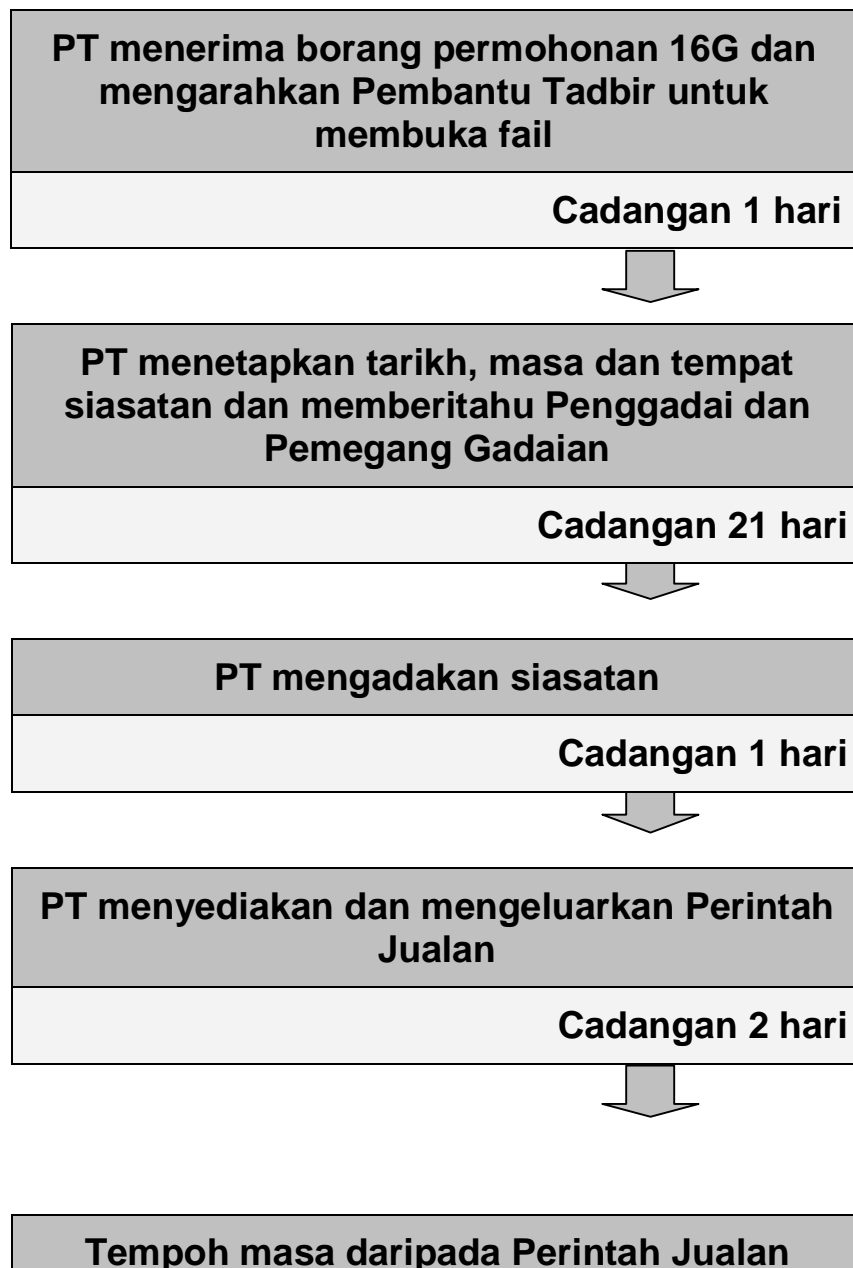 PT menerima borang permohonan 16G dan
mengarahkan Pembantu Tadbir untuk
membuka fail
Cadangan 1 hari
PT menetapkan tarikh, masa dan tempat
siasatan dan memberitahu Penggadai dan
Pemegang Gadaian
Cadangan 21 hari
PT mengadakan siasatan
Cadangan 1 hari
PT menyediakan dan mengeluarkan Perintah
Jualan
Cadangan 2 hari
Tempoh masa daripada Perintah Jualan